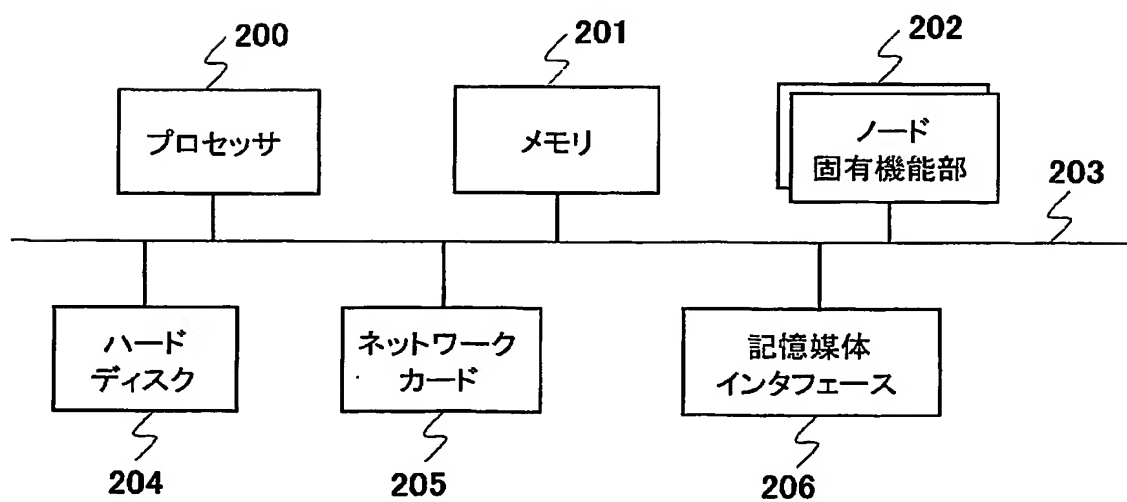 200
201
202
プロセッサ
メモリ
ノード
固有機能部
203
ハード
ディスク
ネットワーク
カード
記憶媒体
インタフェース
204
205
206